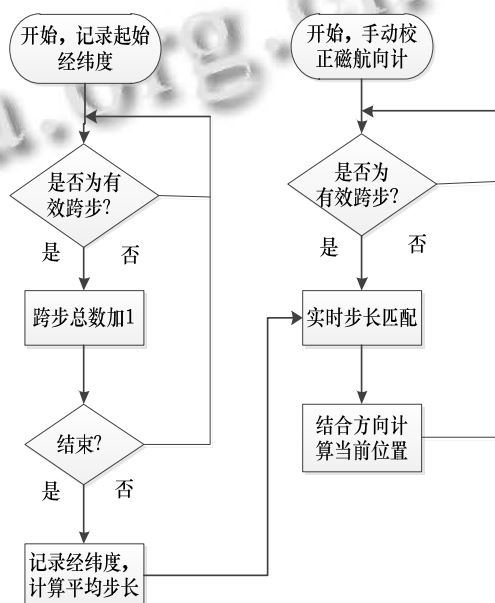 开始，记录起始
经纬度
是否为有
效跨步？
是
否
跨步总数加1
结束？
是
否
记录经纬度，
计算平均步长
开始，手动校
正磁航向计
是否为
有效跨步？
是
否
实时步长匹配
结合方向计
算当前位置